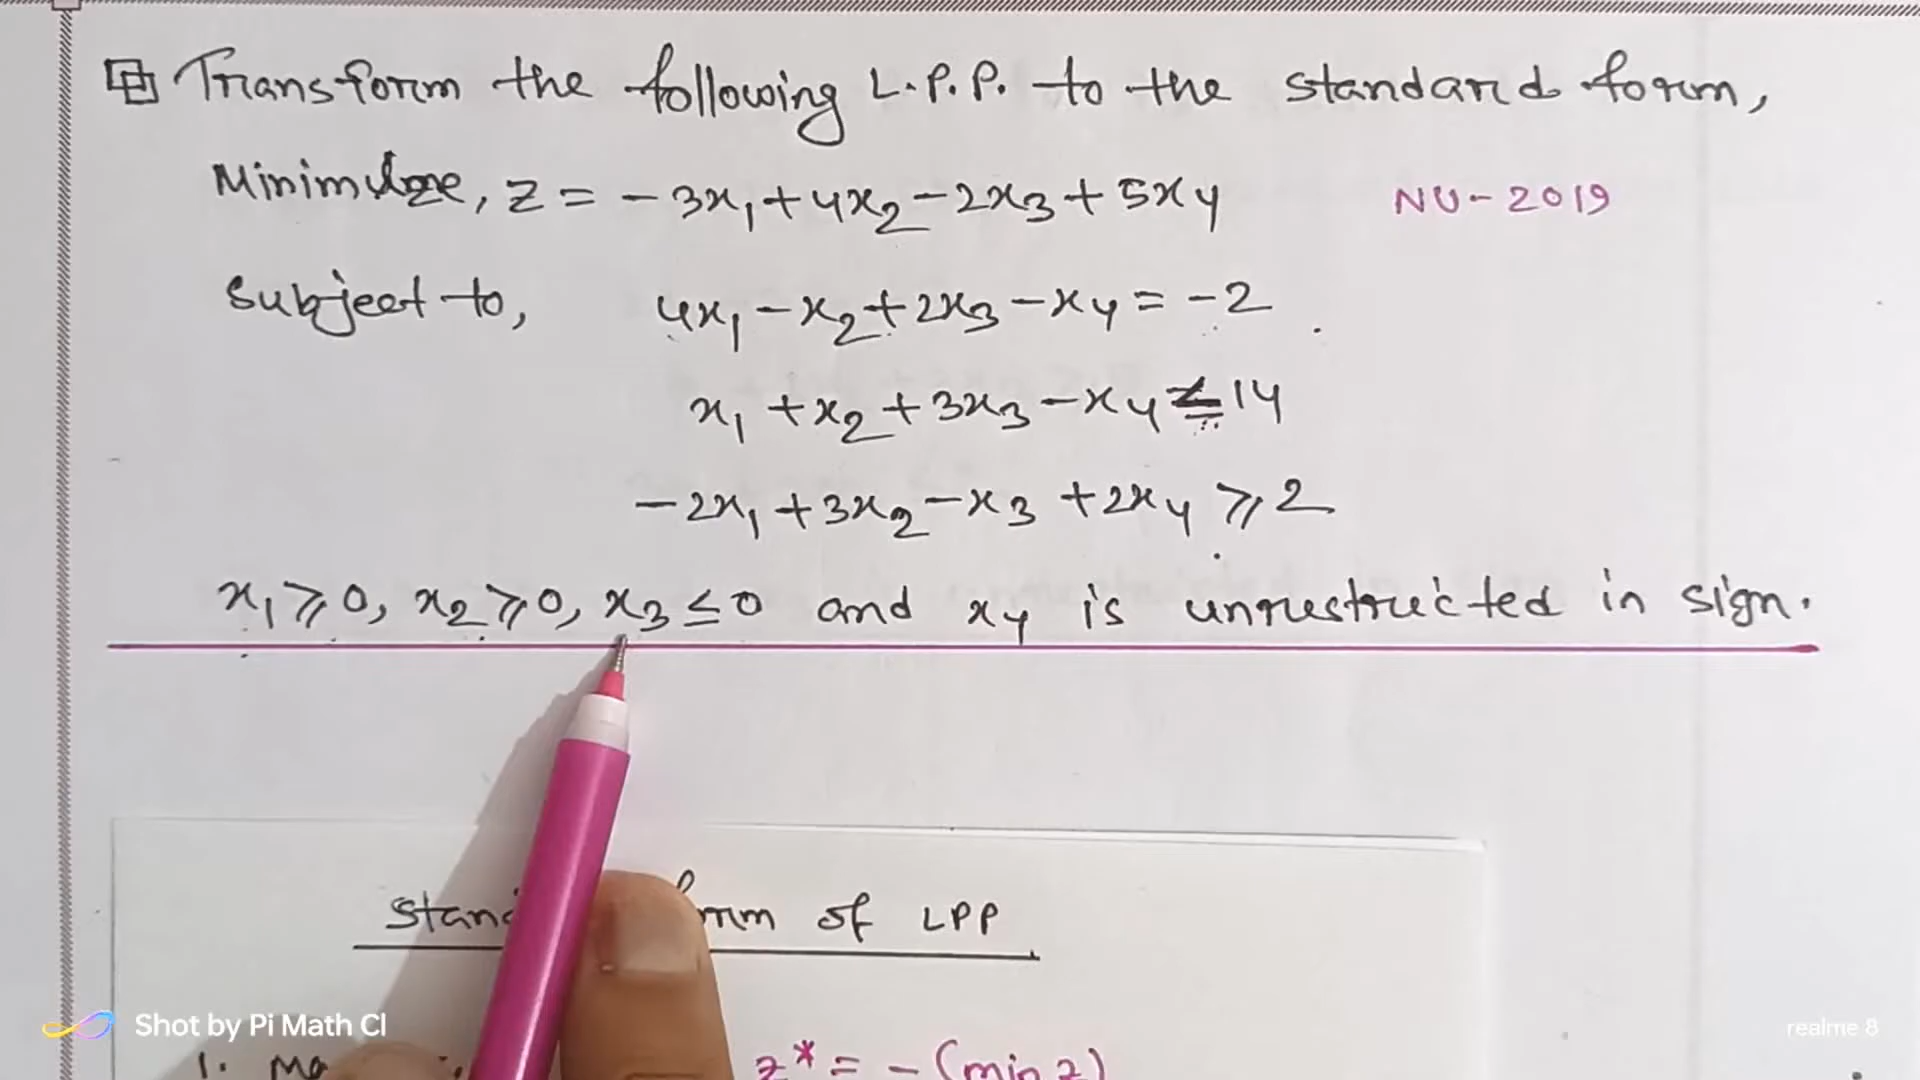 Transform the following L.P.P. to the standard form,
Minimize, z = -3x₁ + 4x₂ - 2x₃ + 5x₄ NU-2019
Subject to, 4x₁ - x₂ + 2x₃ - x₄ = -2
x₁ + x₂ + 3x₃ - x₄ ≤ 14
-2x₁ + 3x₂ - x₃ + 2x₄ ≥ 2
x₁ ≥ 0, x₂ ≥ 0, x₃ ≤ 0 and x₄ is unrestricted in sign.
of LPP
Shot by Pi Math Cl
realme 8
1. z* = - (min z)